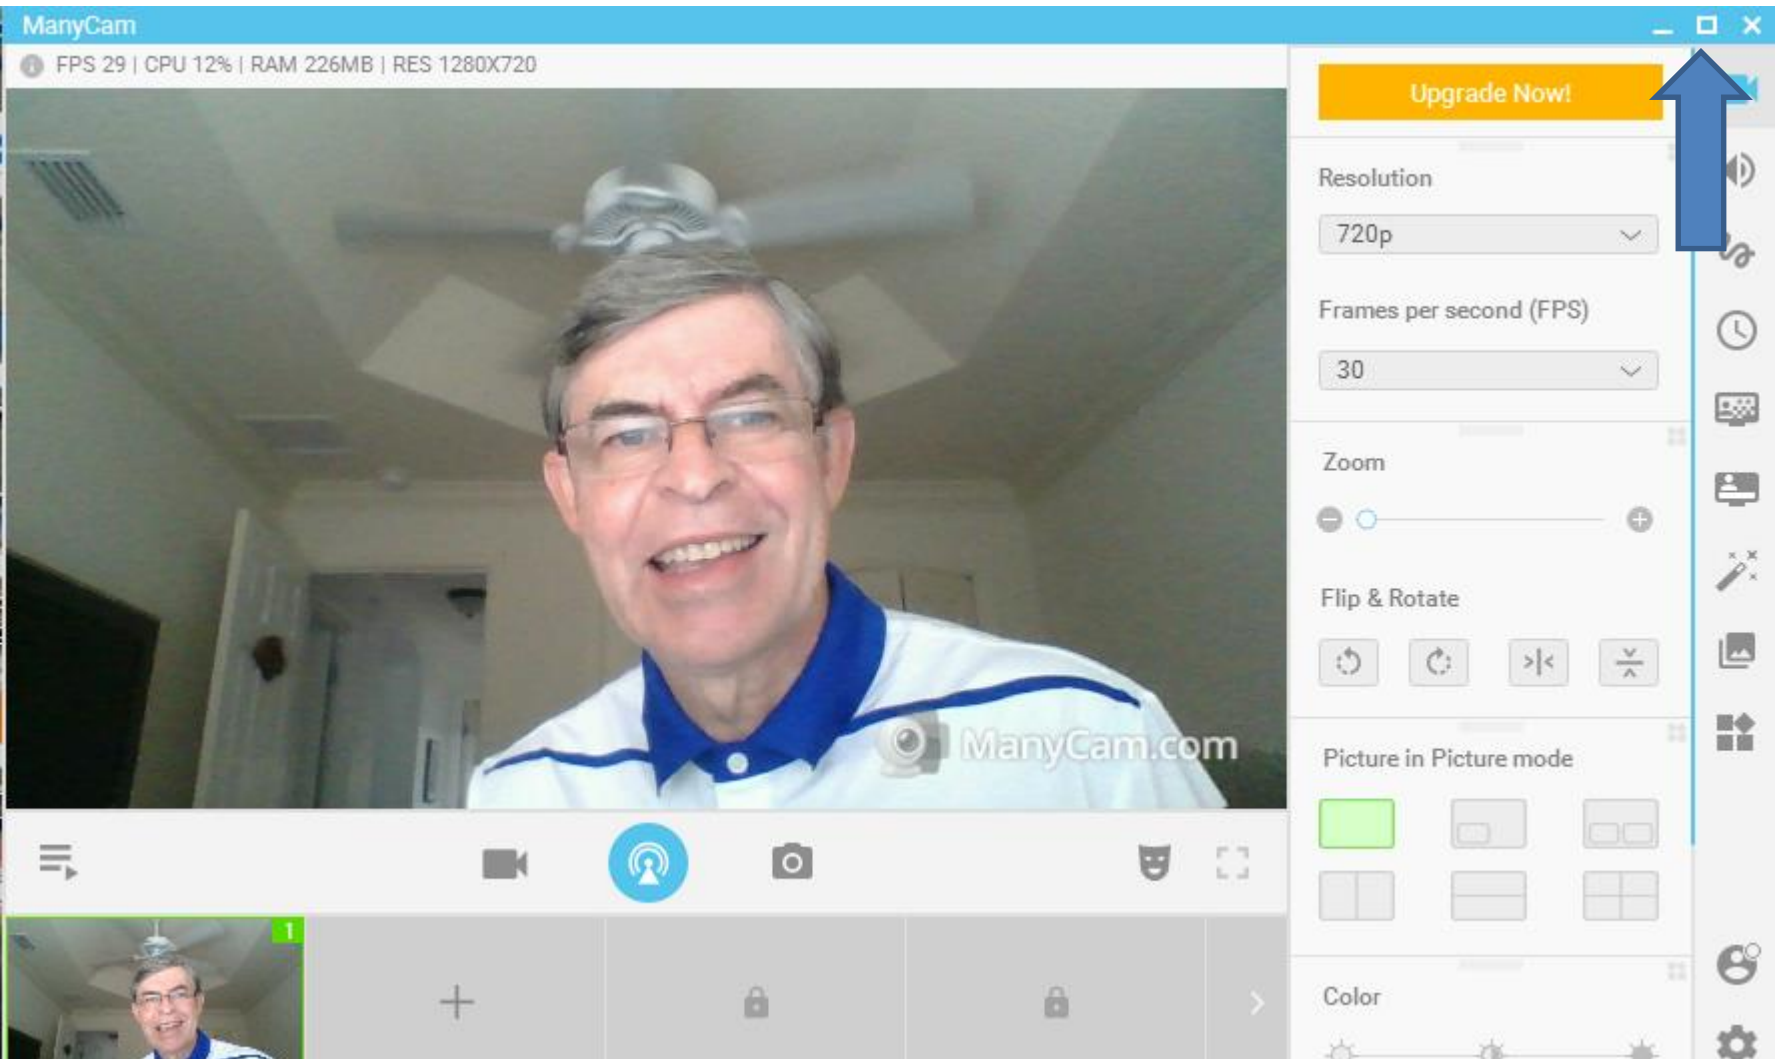 ManyCam
FPS 29 | CPU 12% | RAM 226MB | RES 1280X720
Upgrade Now!
Resolution
720p
Frames per second (FPS)
30
Zoom
Flip & Rotate
ManyCam.com
Picture in Picture mode
1
Color